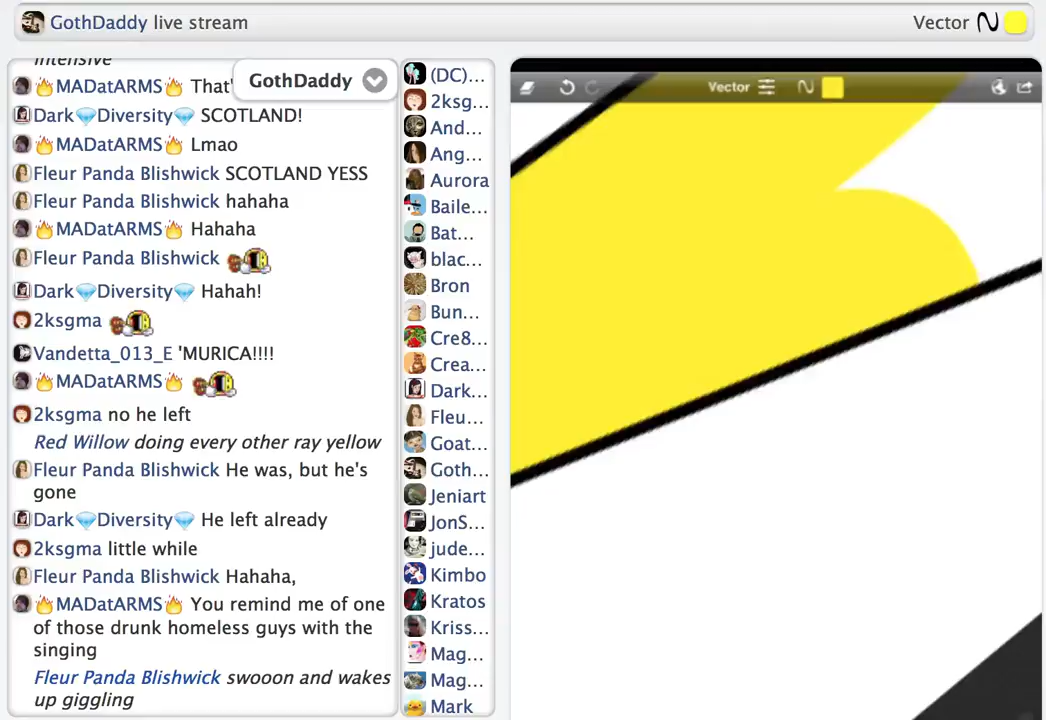 GothDaddy live stream
Vector
intensive
🔥MADatARMS🔥 That'
GothDaddy
Dark💎Diversity💎 SCOTLAND!
🔥MADatARMS🔥 Lmao
Fleur Panda Blishwick SCOTLAND YESS
Fleur Panda Blishwick hahaha
🔥MADatARMS🔥 Hahaha
Fleur Panda Blishwick
Dark💎Diversity💎 Hahah!
2ksgma
Vandetta_013_E 'MURICA!!!!
🔥MADatARMS🔥
2ksgma no he left
Red Willow doing every other ray yellow
Fleur Panda Blishwick He was, but he's
gone
Dark💎Diversity💎 He left already
2ksgma little while
Fleur Panda Blishwick Hahaha,
🔥MADatARMS🔥 You remind me of one
of those drunk homeless guys with the
singing
Fleur Panda Blishwick swooon and wakes
up giggling
(DC)...
2ksg...
And...
Ang...
Aurora
Baile...
Bat...
blac...
Bron
Bun...
Cre8...
Crea...
Dark...
Fleu...
Goat...
Goth...
Jeniart
JonS...
jude...
Kimbo
Kratos
Kriss...
Mag...
Mag...
Mark
Vector